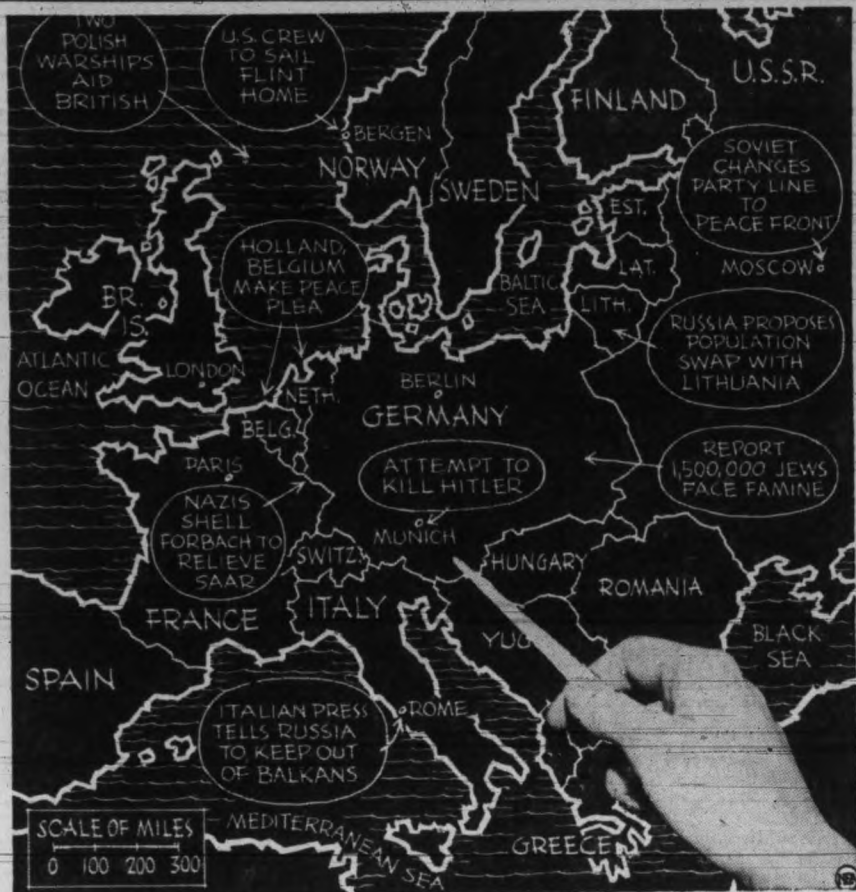 TWO
POLISH
WARSHIPS
AID
BRITISH
U.S. CREW
TO SAIL
FLINT
HOME
BERGEN
NORWAY
SWEDEN
FINLAND
U.S.S.R.
SOVIET
CHANGES
PARTY LINE
TO
PEACE FRONT
MOSCOW
EST.
LAT.
LITH.
BALTIC
SEA
HOLLAND,
BELGIUM
MAKE PEACE
PLEA
BR.
IS.
ATLANTIC
OCEAN
LONDON
NETH.
BELG.
BERLIN
GERMANY
RUSSIA PROPOSES
POPULATION
SWAP WITH
LITHUANIA
REPORT
1,500,000 JEWS
FACE FAMINE
ATTEMPT TO
KILL HITLER
MUNICH
PARIS
NAZIS
SHELL
FORBACH TO
RELIEVE
SAAR
SWITZ.
HUNGARY
ROMANIA
FRANCE
ITALY
YUG
BLACK
SEA
SPAIN
ITALIAN PRESS
TELLS RUSSIA
TO KEEP OUT
OF BALKANS
ROME
SCALE OF MILES
0 100 200 300
MEDITERRANEAN SEA
GREECE
NEA